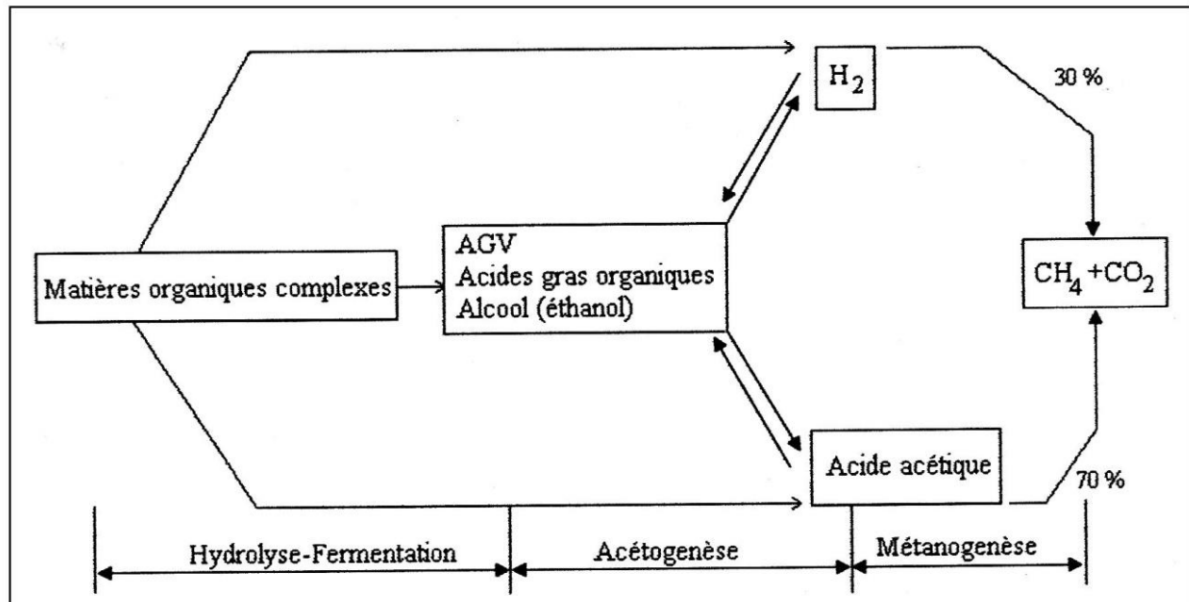 H2
30 %
Matières organiques complexes
AGV
Acides gras organiques
Alcool (éthanol)
CH4 +CO2
Acide acétique
70 %
Hydrolyse-Fermentation
Acétogenèse
Métanogenèse